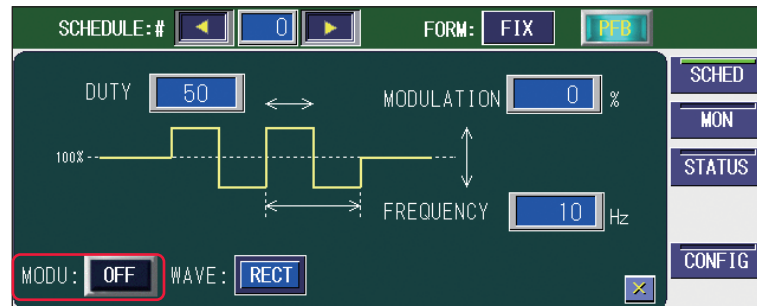 SCHEDULE:# ◀ 0 ▶ FORM: FIX PFB
SCHED
DUTY 50 MODULATION 0 %
MON
100%
STATUS
FREQUENCY 10 Hz
CONFIG
MODU: OFF WAVE: RECT ×